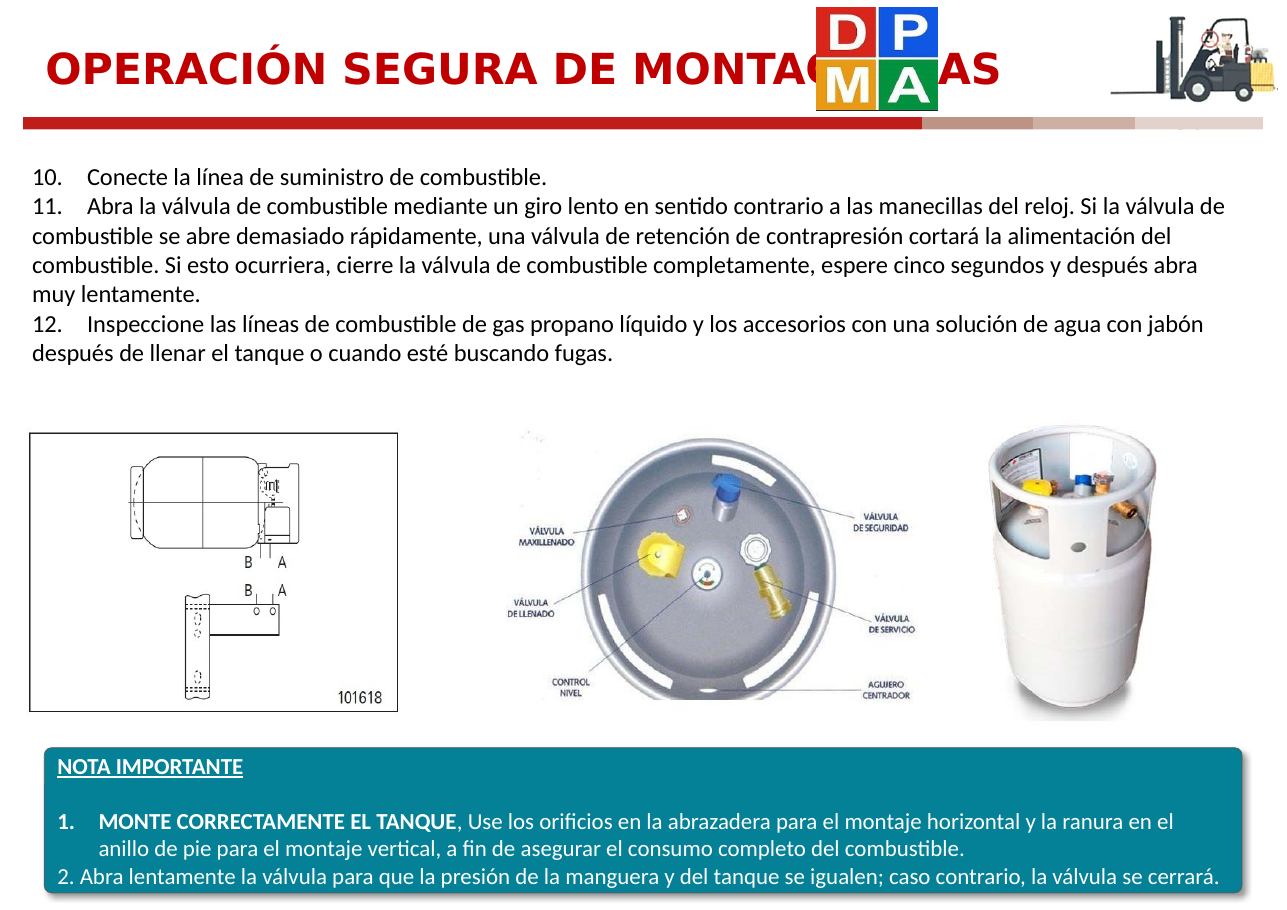 OPERACIÓN SEGURA DE MONTAC AS
D P
M A
10. Conecte la línea de suministro de combustible.
11. Abra la válvula de combustible mediante un giro lento en sentido contrario a las manecillas del reloj. Si la válvula de
combustible se abre demasiado rápidamente, una válvula de retención de contrapresión cortará la alimentación del
combustible. Si esto ocurriera, cierre la válvula de combustible completamente, espere cinco segundos y después abra
muy lentamente.
12. Inspeccione las líneas de combustible de gas propano líquido y los accesorios con una solución de agua con jabón
después de llenar el tanque o cuando esté buscando fugas.
B A
B A
101618
VÁLVULA
MAXILLENADO
VÁLVULA
DE SEGURIDAD
VÁLVULA
DE LLENADO
VÁLVULA
DE SERVICIO
CONTROL
NIVEL
AGUJERO
CENTRADOR
NOTA IMPORTANTE
1. MONTE CORRECTAMENTE EL TANQUE, Use los orificios en la abrazadera para el montaje horizontal y la ranura en el
anillo de pie para el montaje vertical, a fin de asegurar el consumo completo del combustible.
2. Abra lentamente la válvula para que la presión de la manguera y del tanque se igualen; caso contrario, la válvula se cerrará.